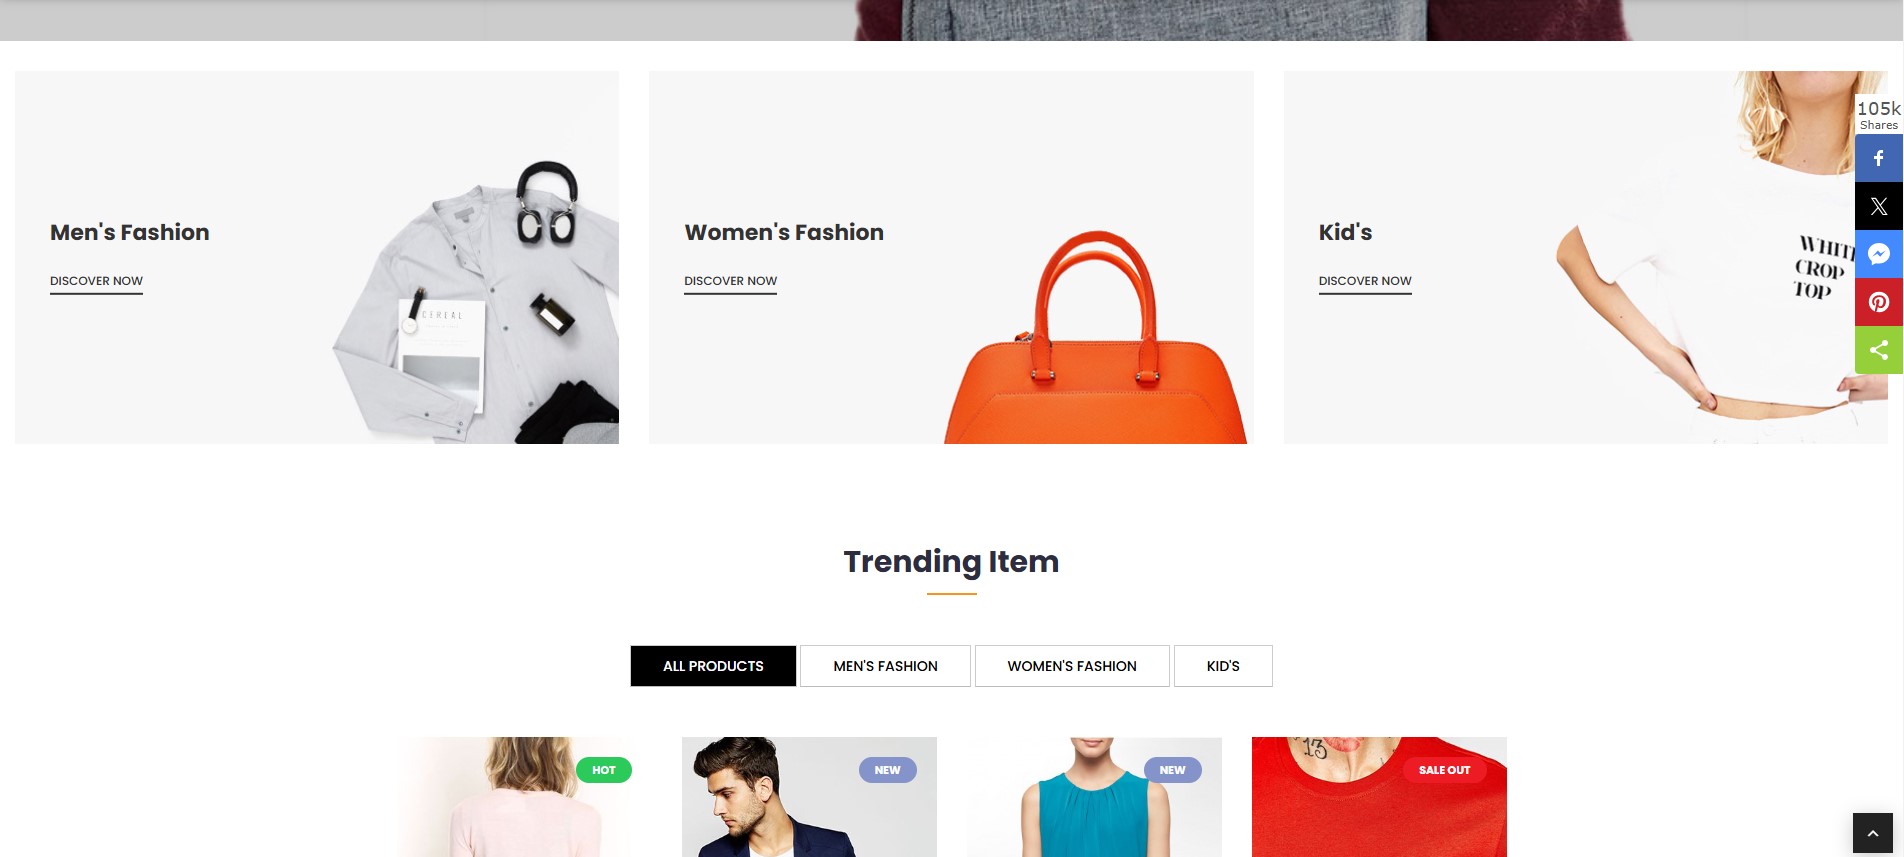 105k
Shares
Men's Fashion
DISCOVER NOW
CEREAL
Women's Fashion
DISCOVER NOW
Kid's
DISCOVER NOW
CROP
TOP
Trending Item
ALL PRODUCTS
MEN'S FASHION
WOMEN'S FASHION
KID'S
HOT
NEW
NEW
13
SALE OUT